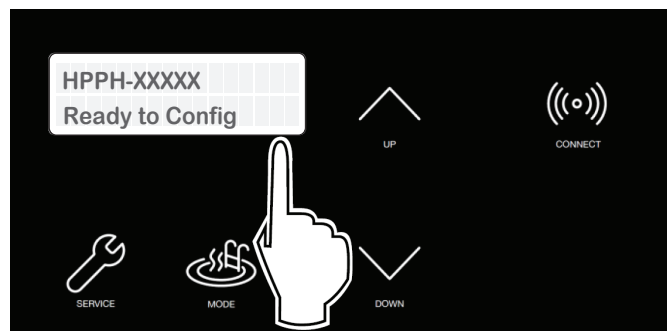 HPPH-XXXXX
Ready to Config
UP
CONNECT
SERVICE
MODE
DOWN